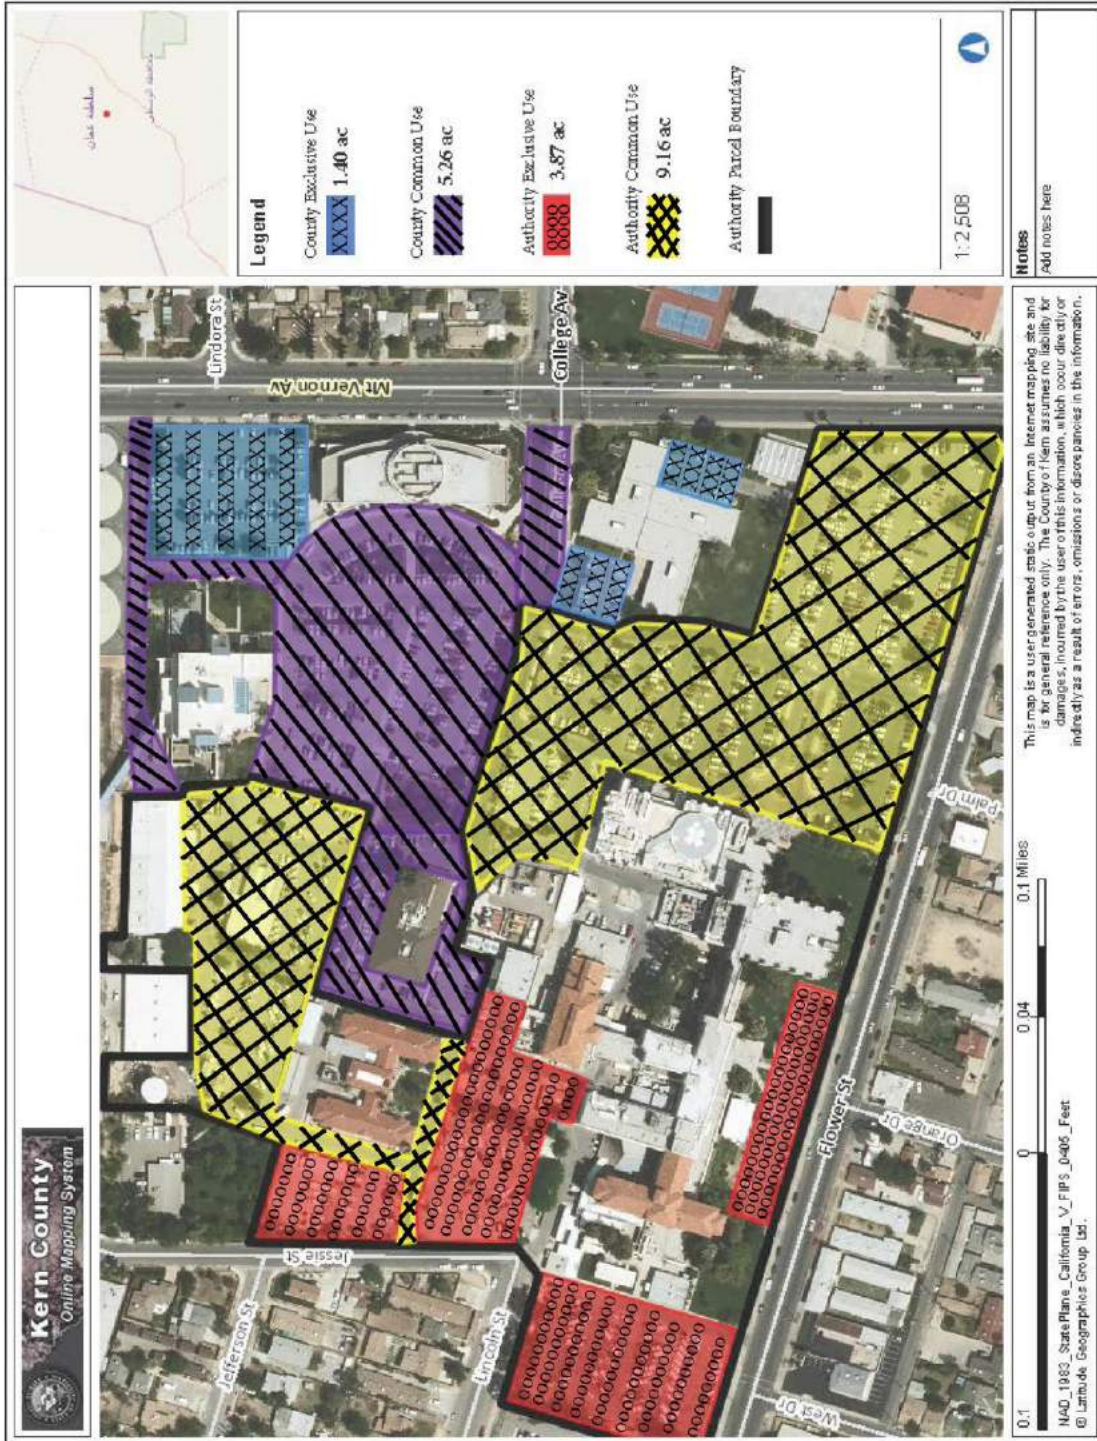 Kern County
Online Mapping System
سلطنة عمان
Legend
County Exclusive Use
XXXX 1.40 ac
County Common Use
5.26 ac
Authority Exclusive Use
3.87 ac
Authority Common Use
9.16 ac
Authority Parcel Boundary
1:2,508
Lindora St
Mt Vernon Av
College Av
Jessie St
Jefferson St
Lincoln St
Flower St
Palm Dr
Orange Dr
West Dr
0.1
0
0.04
0.1 Miles
NAD_1983_StatePlane_California_V_FIPS_0405_Feet
© Latitude Geographics Group Ltd.
This map is a user generated static output from an Internet mapping site and
is for general reference only. The County of Kern assumes no liability for
damages, incurred by the user of this information, which occur directly or
indirectly as a result of errors, omissions or discrepancies in the information.
Notes
Add notes here